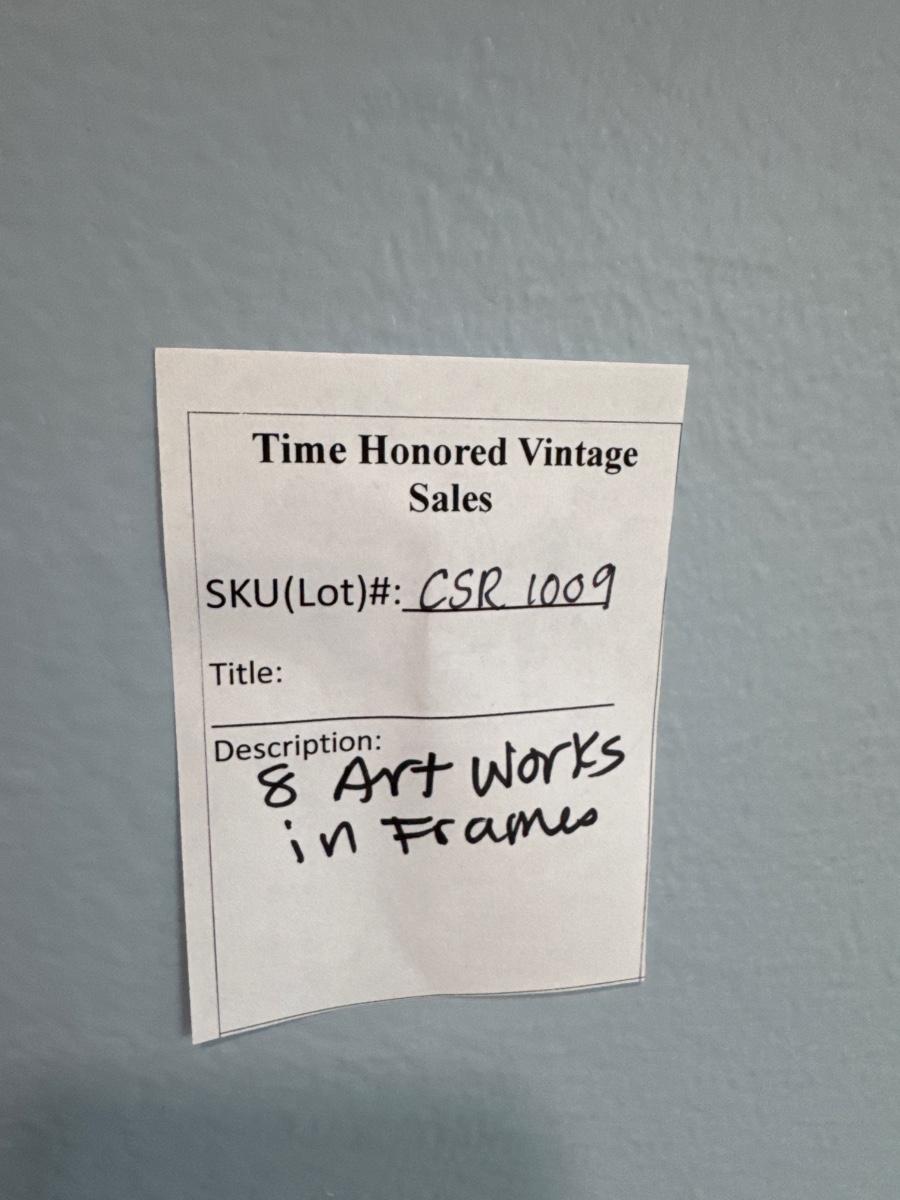 Time Honored Vintage
Sales
SKU(Lot)#: CSR 1009
Title:
Description:
8 Art Works
in Frames